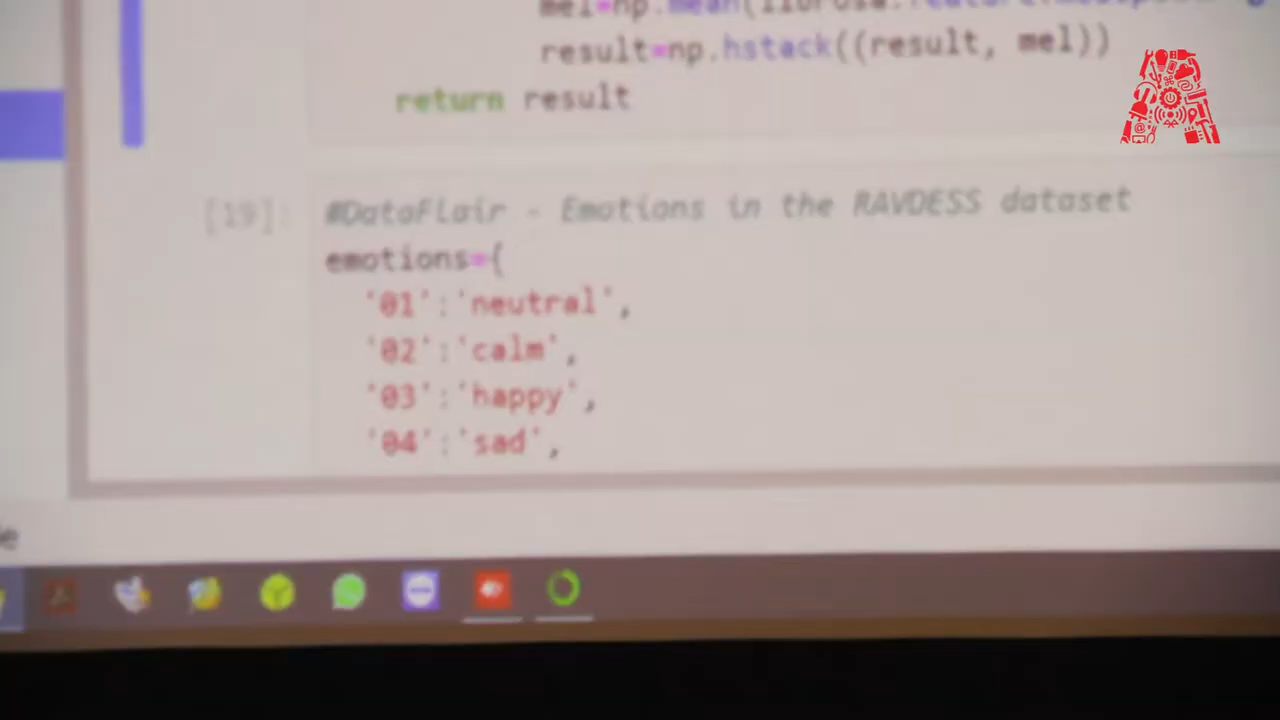 result=np.hstack((result, mel))
return result
[19]:
#DataFlair - Emotions in the RAVDESS dataset
emotions={
'01':'neutral',
'02':'calm',
'03':'happy',
'04':'sad',